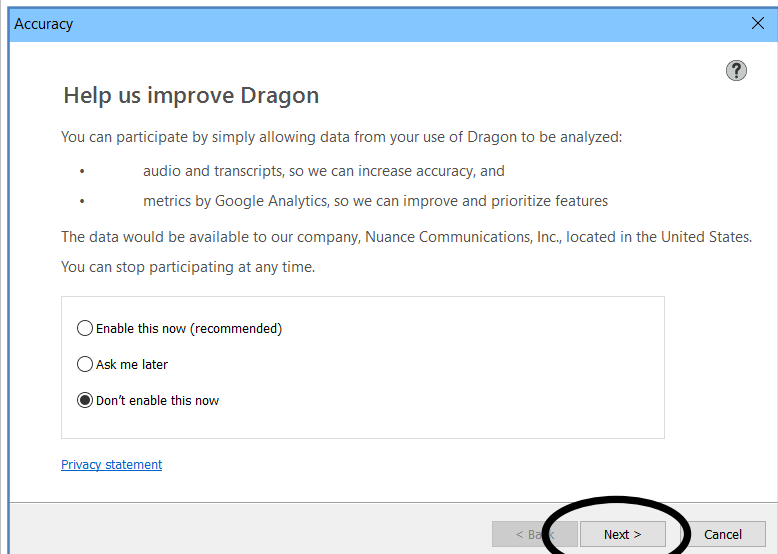 Accuracy
?
Help us improve Dragon
You can participate by simply allowing data from your use of Dragon to be analyzed:
• audio and transcripts, so we can increase accuracy, and
• metrics by Google Analytics, so we can improve and prioritize features
The data would be available to our company, Nuance Communications, Inc., located in the United States.
You can stop participating at any time.
Enable this now (recommended)
Ask me later
Don't enable this now
Privacy statement
< Back Next > Cancel